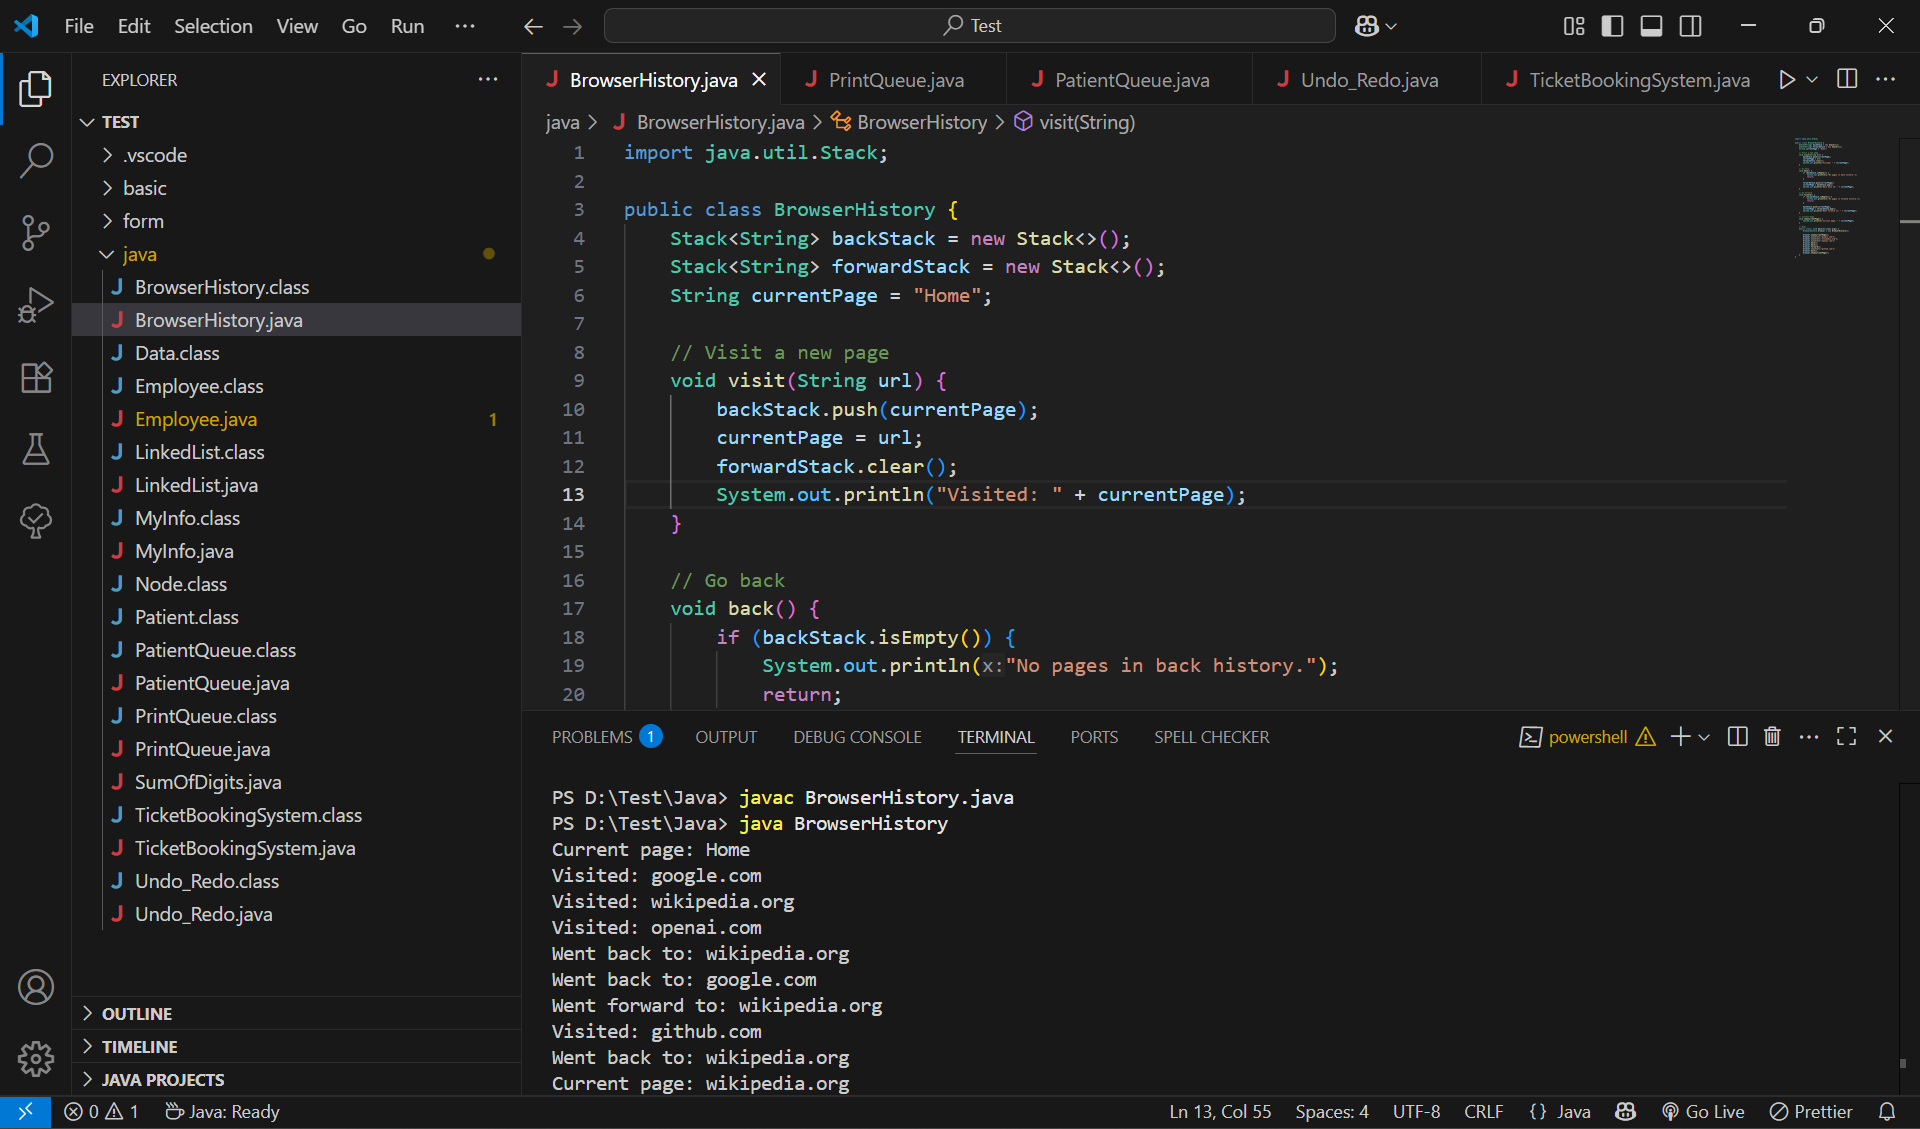 File Edit Selection View Go Run ···
Test
EXPLORER
TEST
.vscode
basic
form
java
BrowserHistory.class
BrowserHistory.java
Data.class
Employee.class
Employee.java 1
LinkedList.class
LinkedList.java
MyInfo.class
MyInfo.java
Node.class
Patient.class
PatientQueue.class
PatientQueue.java
PrintQueue.class
PrintQueue.java
SumOfDigits.java
TicketBookingSystem.class
TicketBookingSystem.java
Undo_Redo.class
Undo_Redo.java
OUTLINE
TIMELINE
JAVA PROJECTS
BrowserHistory.java PrintQueue.java PatientQueue.java Undo_Redo.java TicketBookingSystem.java
java > BrowserHistory.java > BrowserHistory > visit(String)
1 import java.util.Stack;
2
3 public class BrowserHistory {
4 Stack<String> backStack = new Stack<>();
5 Stack<String> forwardStack = new Stack<>();
6 String currentPage = "Home";
7
8 // Visit a new page
9 void visit(String url) {
10 backStack.push(currentPage);
11 currentPage = url;
12 forwardStack.clear();
13 System.out.println("Visited: " + currentPage);
14 }
15
16 // Go back
17 void back() {
18 if (backStack.isEmpty()) {
19 System.out.println(x:"No pages in back history.");
20 return;
PROBLEMS 1 OUTPUT DEBUG CONSOLE TERMINAL PORTS SPELL CHECKER
powershell
PS D:\Test\Java> javac BrowserHistory.java
PS D:\Test\Java> java BrowserHistory
Current page: Home
Visited: google.com
Visited: wikipedia.org
Visited: openai.com
Went back to: wikipedia.org
Went back to: google.com
Went forward to: wikipedia.org
Visited: github.com
Went back to: wikipedia.org
Current page: wikipedia.org
0 1 Java: Ready
Ln 13, Col 55 Spaces: 4 UTF-8 CRLF {} Java Go Live Prettier